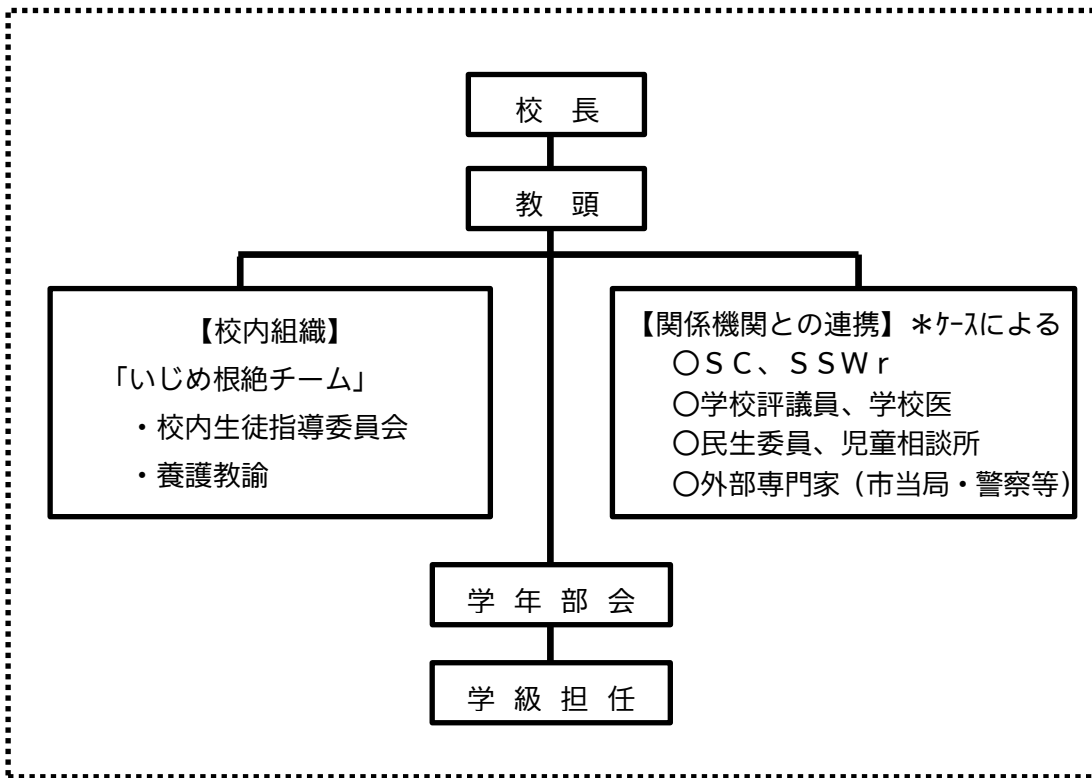 校 長
教 頭
【校内組織】
「いじめ根絶チーム」
・校内生徒指導委員会
・養護教諭
【関係機関との連携】＊ｹｰｽによる
○ＳＣ、ＳＳＷｒ
○学校評議員、学校医
○民生委員、児童相談所
○外部専門家（市当局・警察等）
学 年 部 会
学 級 担 任